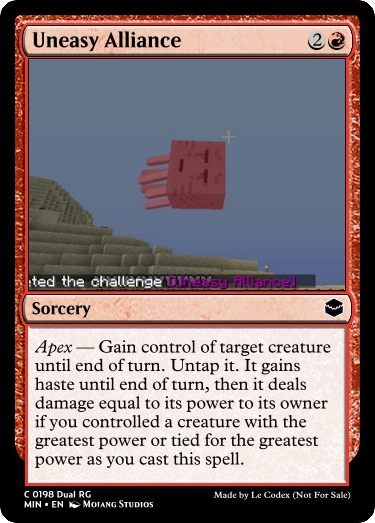 Uneasy Alliance 2
ted the challenge [Uneasy Alliance]
Sorcery
Apex — Gain control of target creature
until end of turn. Untap it. It gains
haste until end of turn, then it deals
damage equal to its power to its owner
if you controlled a creature with the
greatest power or tied for the greatest
power as you cast this spell.
C 0198 Dual RG
MIN • EN Mojang Studios
Made by Le Codex (Not For Sale)